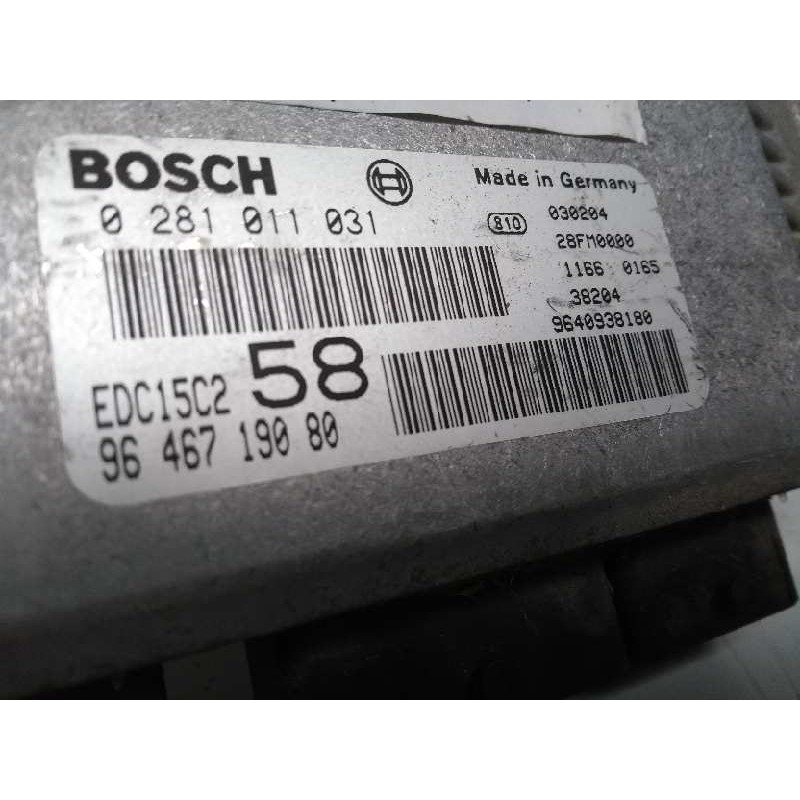 BOSCH
Made in Germany
0 281 011 031
810
030204
28FM0000
1166 0165
38204
9640938180
EDC15C2
58
96 467 190 80